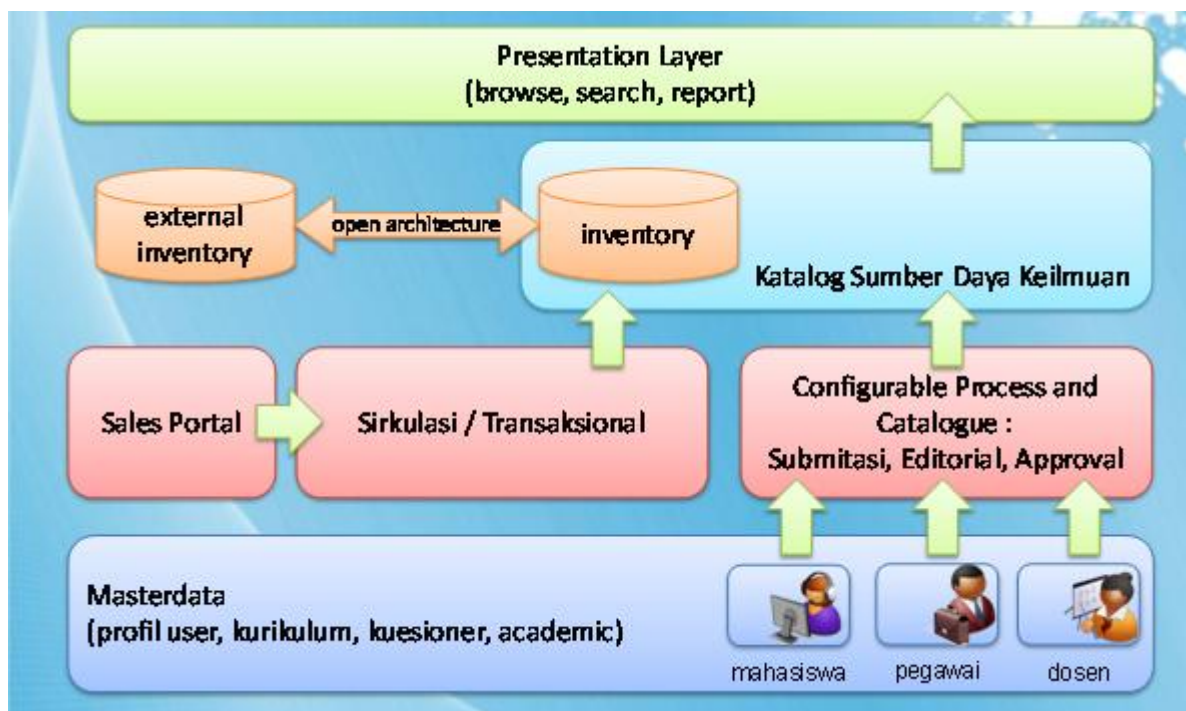 Presentation Layer
(browse, search, report)
external
inventory
open architecture
inventory
Katalog Sumber Daya Keilmuan
Sales Portal
Sirkulasi / Transaksional
Configurable Process and
Catalogue :
Submitasi, Editorial, Approval
Masterdata
(profil user, kurikulum, kuesioner, academic)
mahasiswa
pegawai
dosen